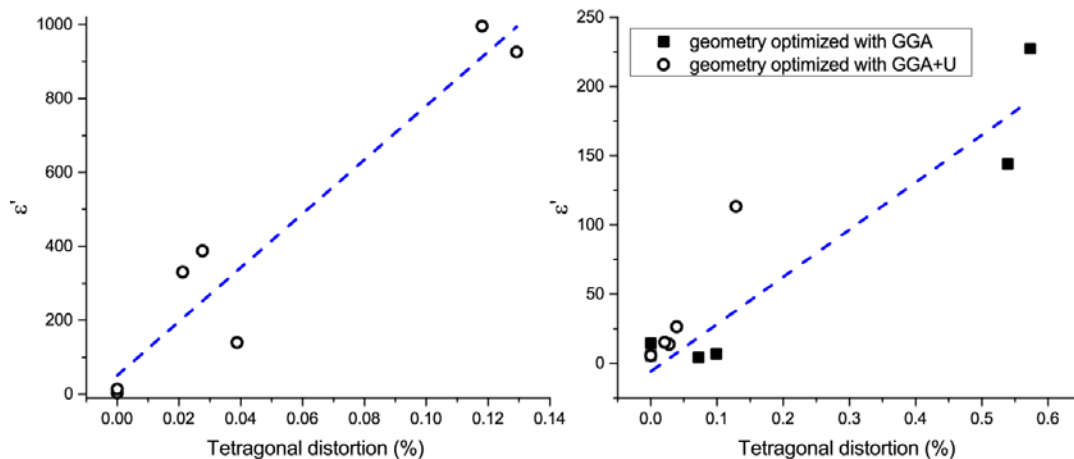 1000
800
600
400
200
0
ε'
0.00 0.02 0.04 0.06 0.08 0.10 0.12 0.14
Tetragonal distortion (%)
250
200
150
100
50
0
ε'
geometry optimized with GGA
geometry optimized with GGA+U
0.0 0.1 0.2 0.3 0.4 0.5 0.6
Tetragonal distortion (%)